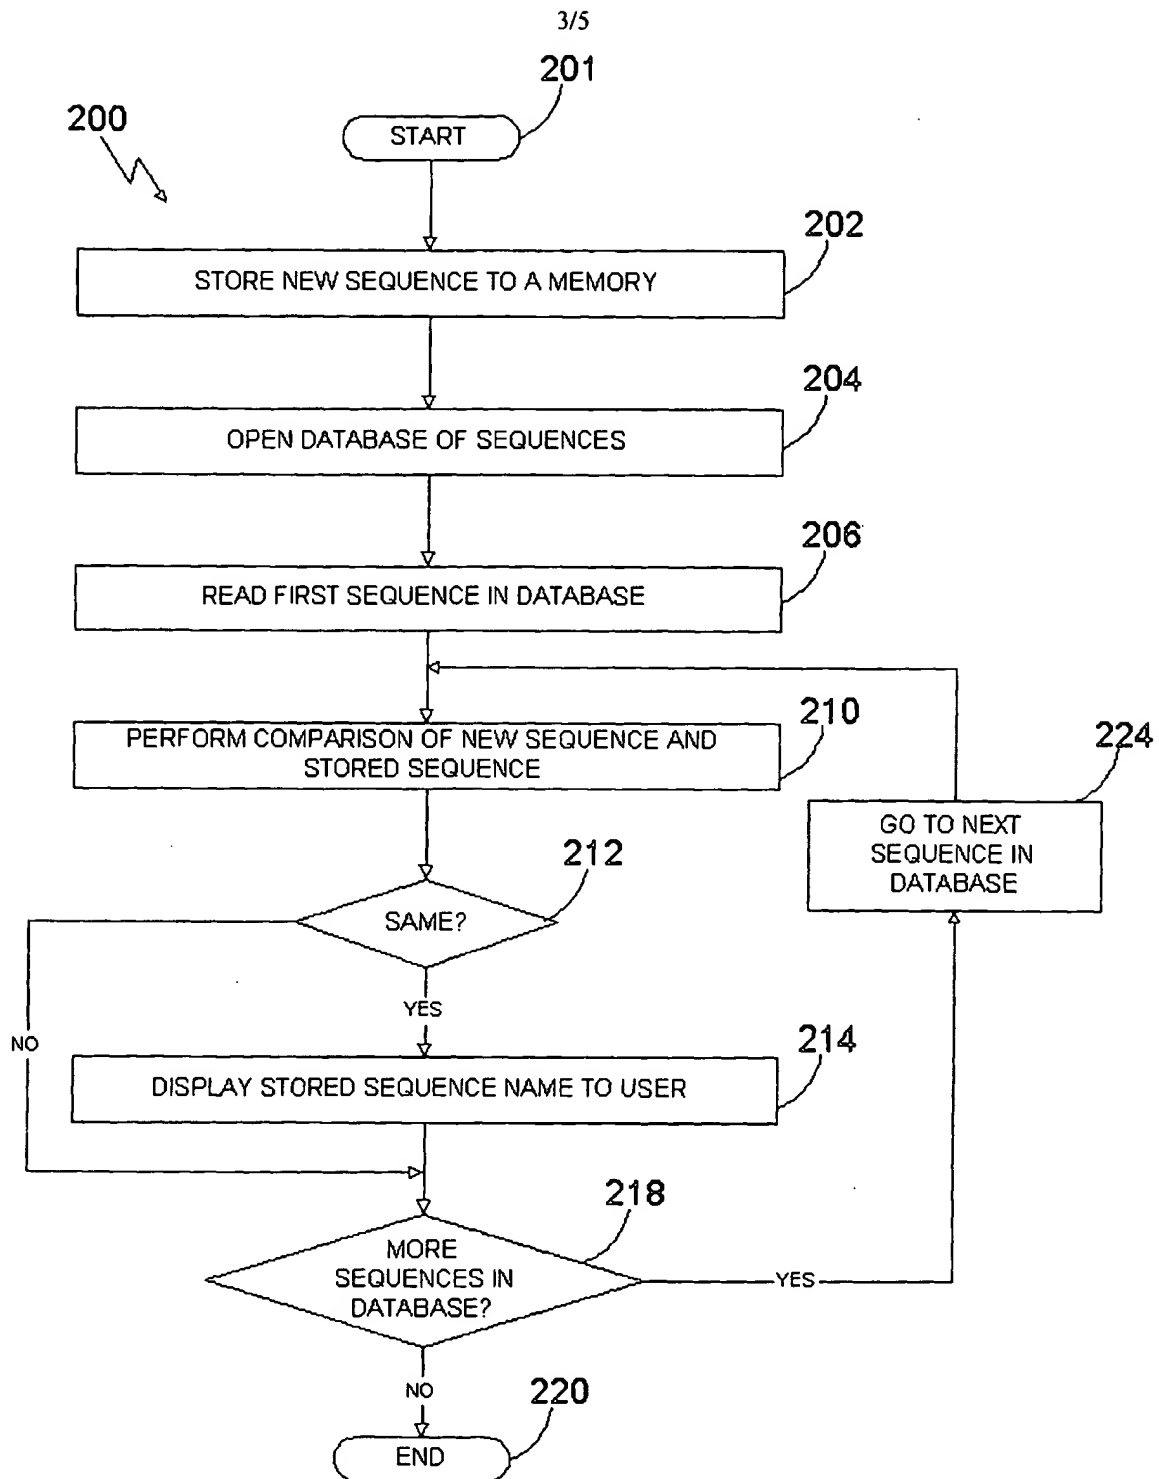 3/5
201
200
START
202
STORE NEW SEQUENCE TO A MEMORY
204
OPEN DATABASE OF SEQUENCES
206
READ FIRST SEQUENCE IN DATABASE
210
PERFORM COMPARISON OF NEW SEQUENCE AND
STORED SEQUENCE
224
GO TO NEXT
SEQUENCE IN
DATABASE
212
SAME?
YES
NO
214
DISPLAY STORED SEQUENCE NAME TO USER
218
MORE
SEQUENCES IN
DATABASE?
YES
NO
220
END